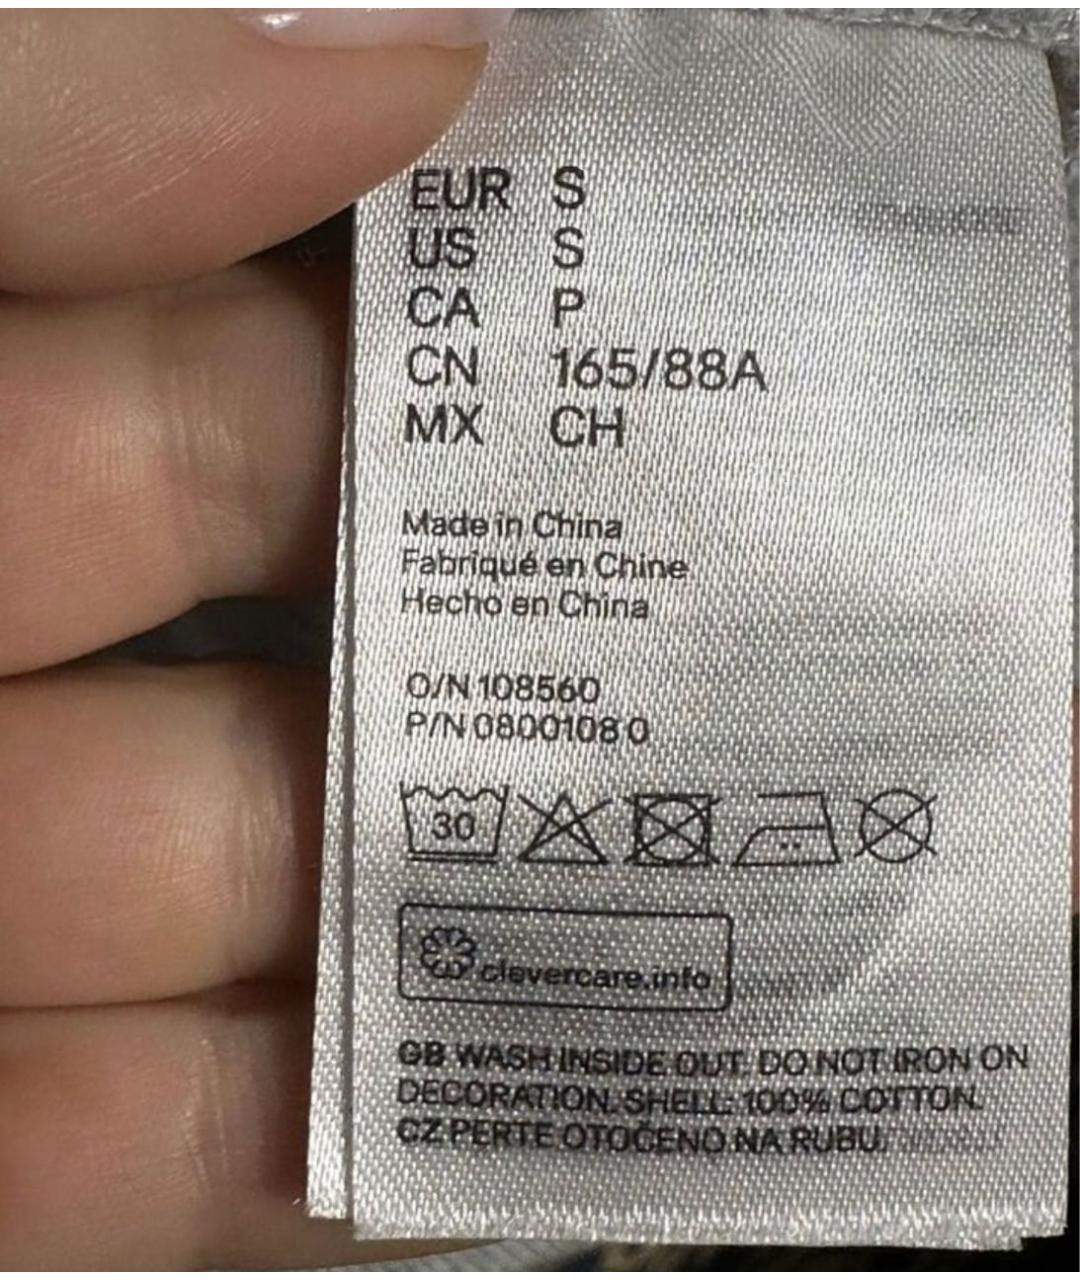 EUR S
US S
CA P
CN 165/88A
MX CH
Made in China
Fabriqué en Chine
Hecho en China
O/N 108560
P/N 0800108 0
30
clevercare.info
GB WASH INSIDE OUT. DO NOT IRON ON
DECORATION. SHELL: 100% COTTON.
CZ PERTE OTOČENO NA RUBU.